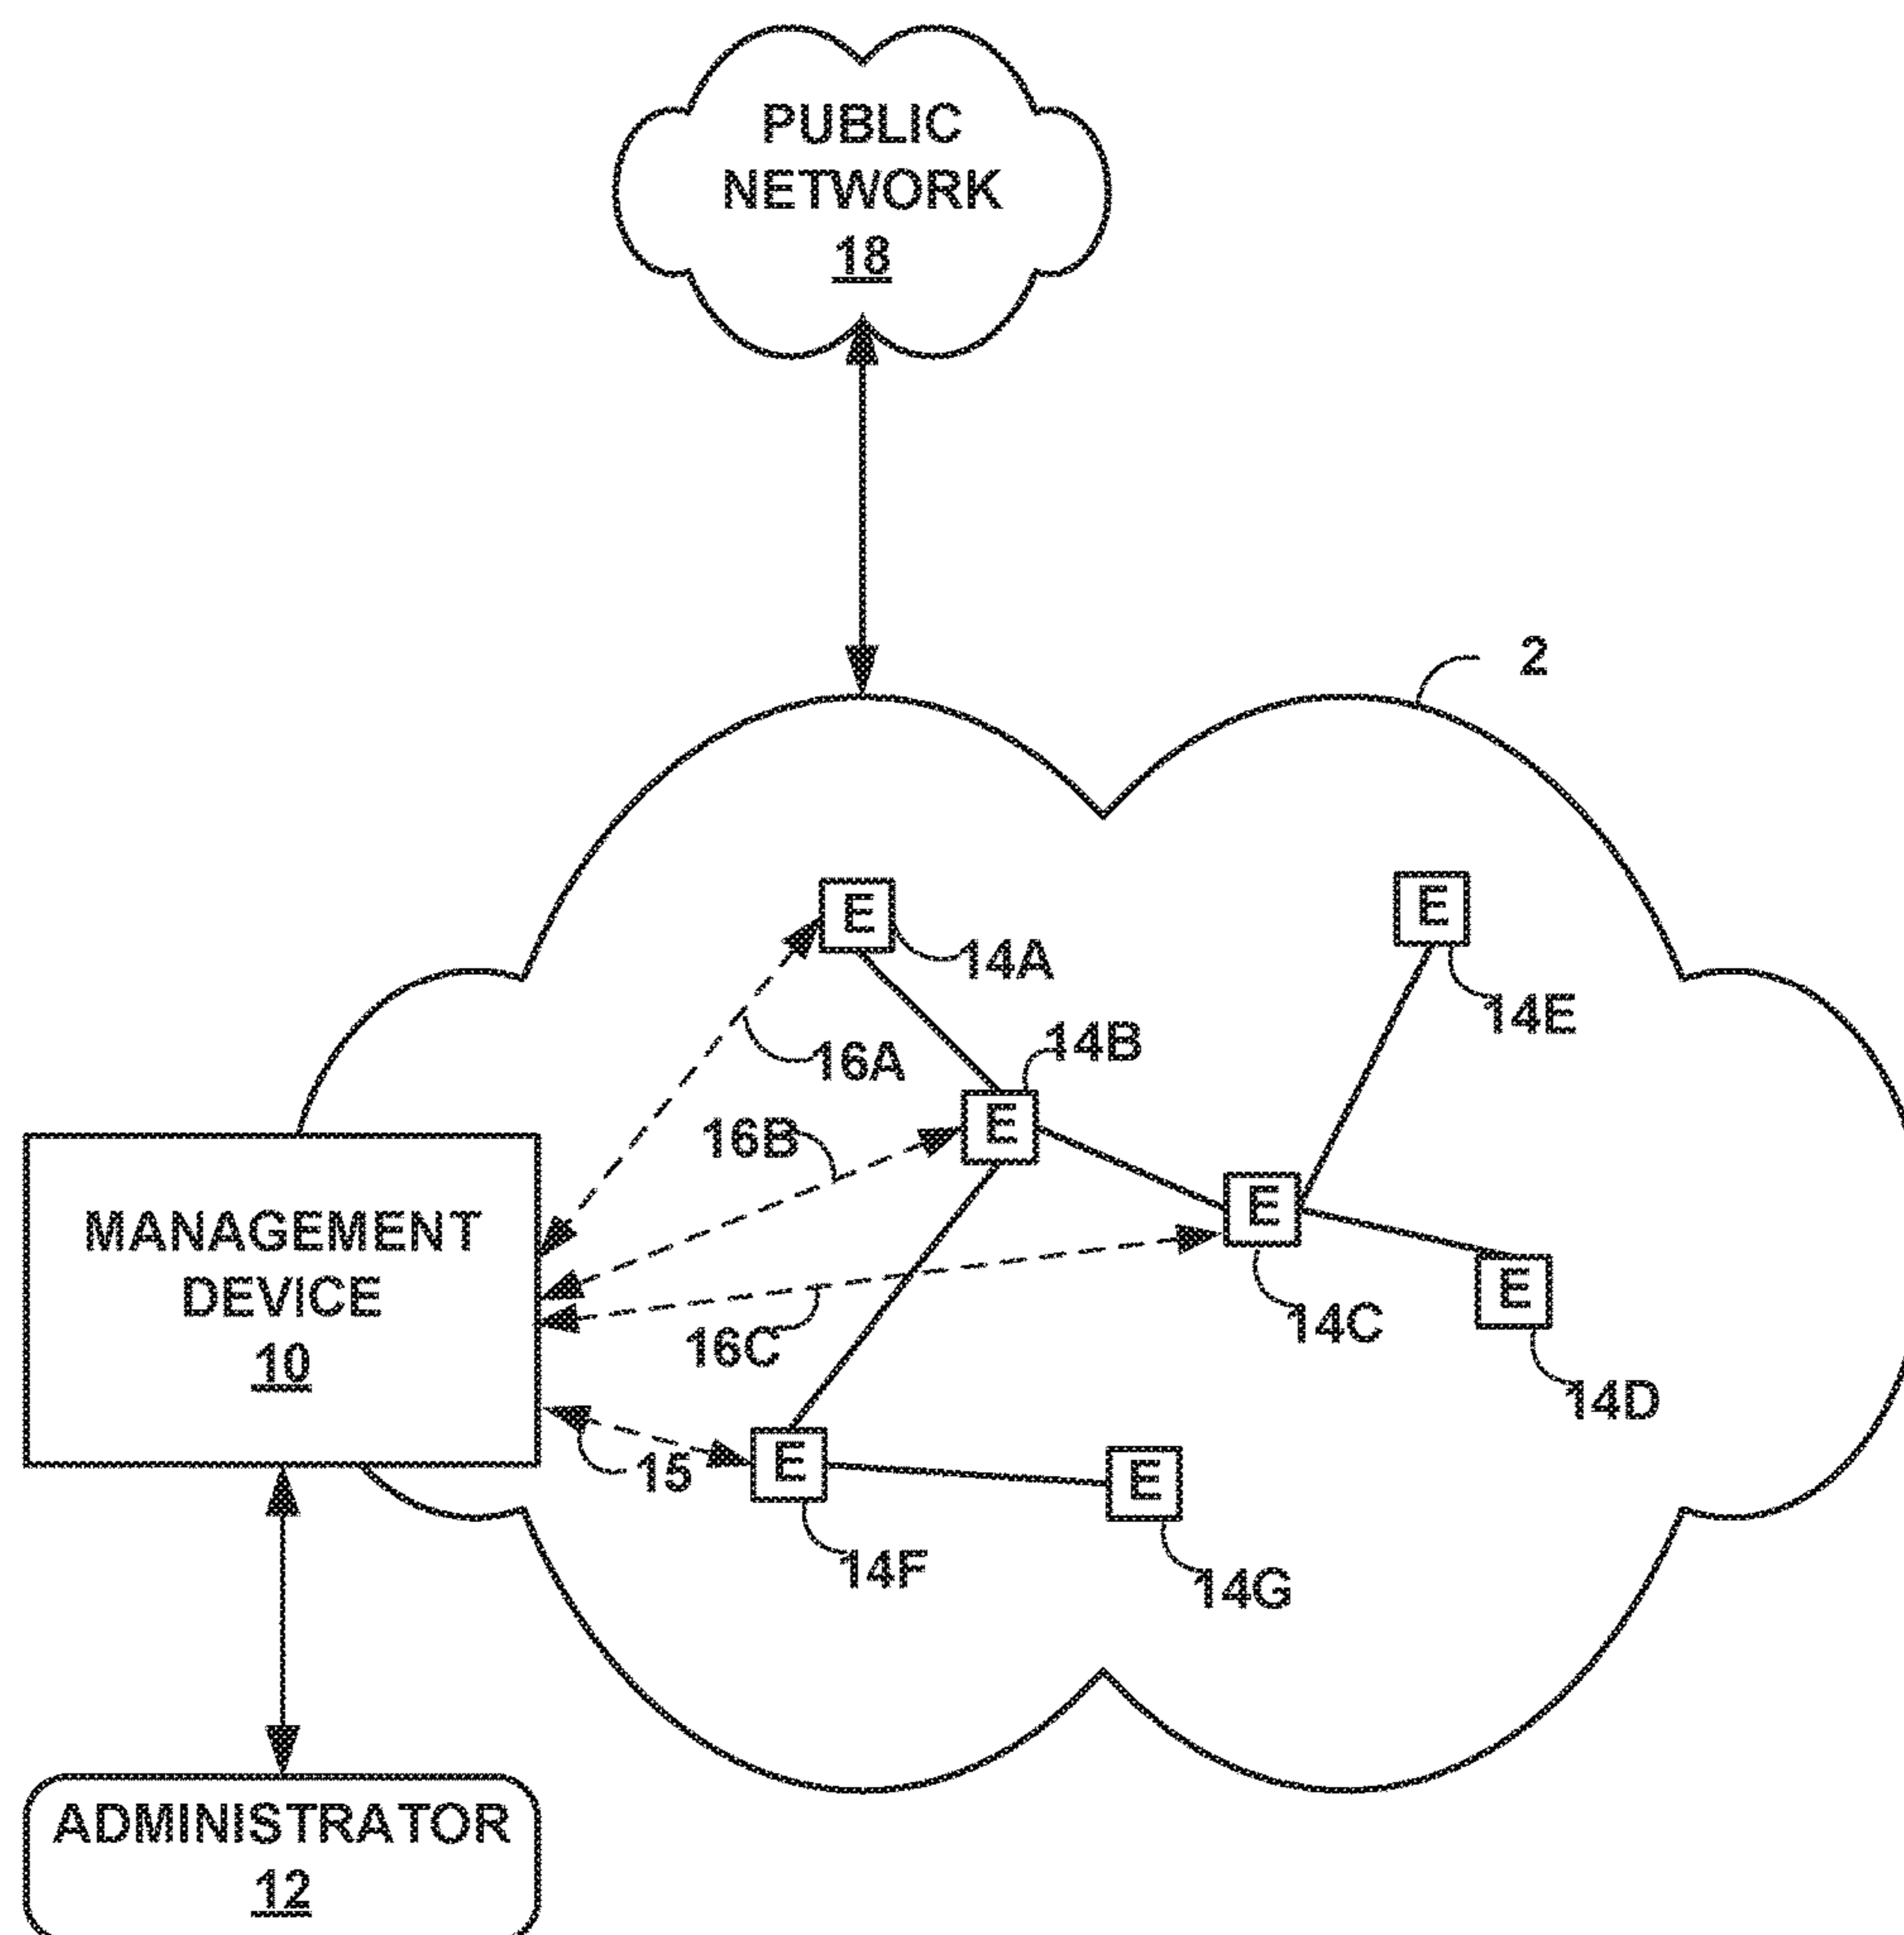 PUBLIC
NETWORK
18
2
E
14A
E
14E
16A
14B
E
16B
E
14C
MANAGEMENT
DEVICE
10
16C
E
14D
15
E
14F
E
14G
ADMINISTRATOR
12